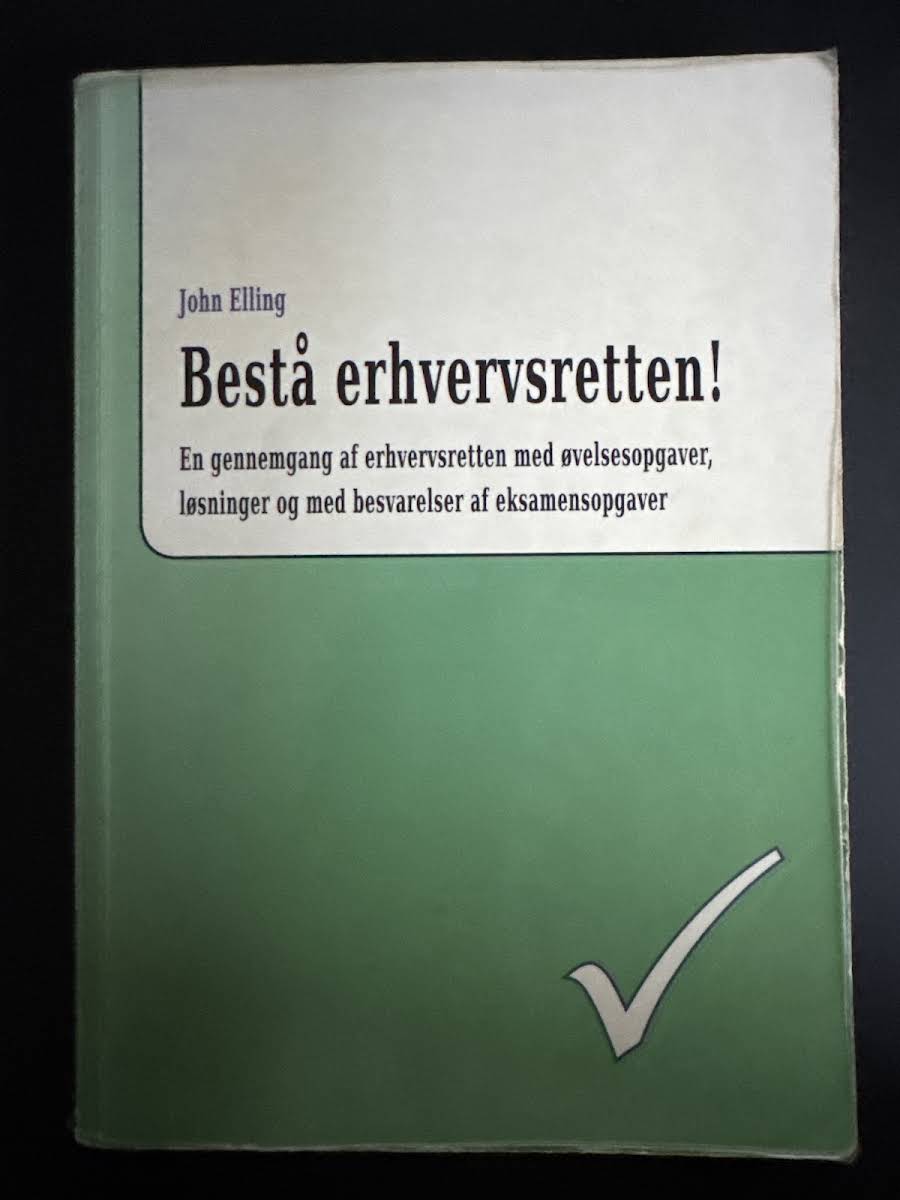 John Elling
Bestå erhvervsretten!
En gennemgang af erhvervsretten med øvelsesopgaver,
løsninger og med besvarelser af eksamensopgaver